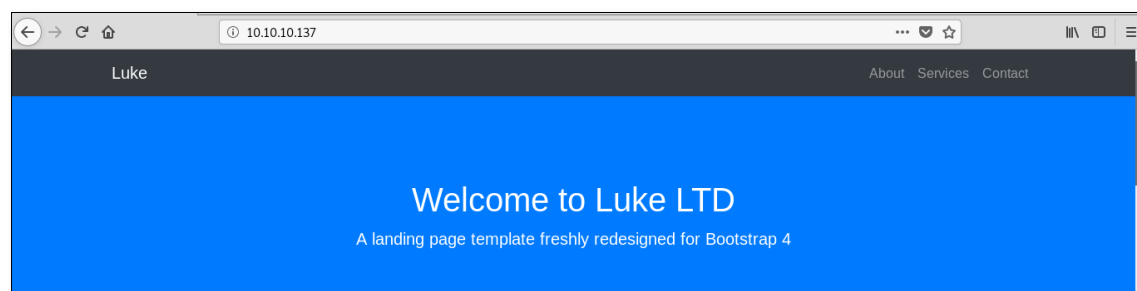 10.10.10.137
Luke About Services Contact
Welcome to Luke LTD
A landing page template freshly redesigned for Bootstrap 4